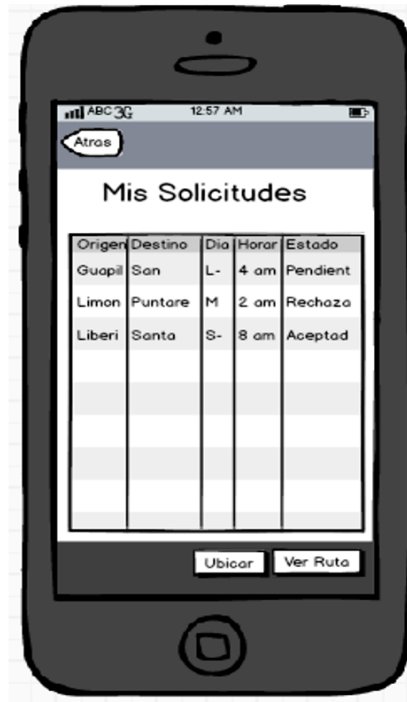 ABC 3G 12:57 AM
Atras
Mis Solicitudes
Origen Destino Dia Horar Estado
Guapil San L- 4 am Pendient
Limon Puntare M 2 am Rechaza
Liberi Santa S- 8 am Aceptad
Ubicar Ver Ruta